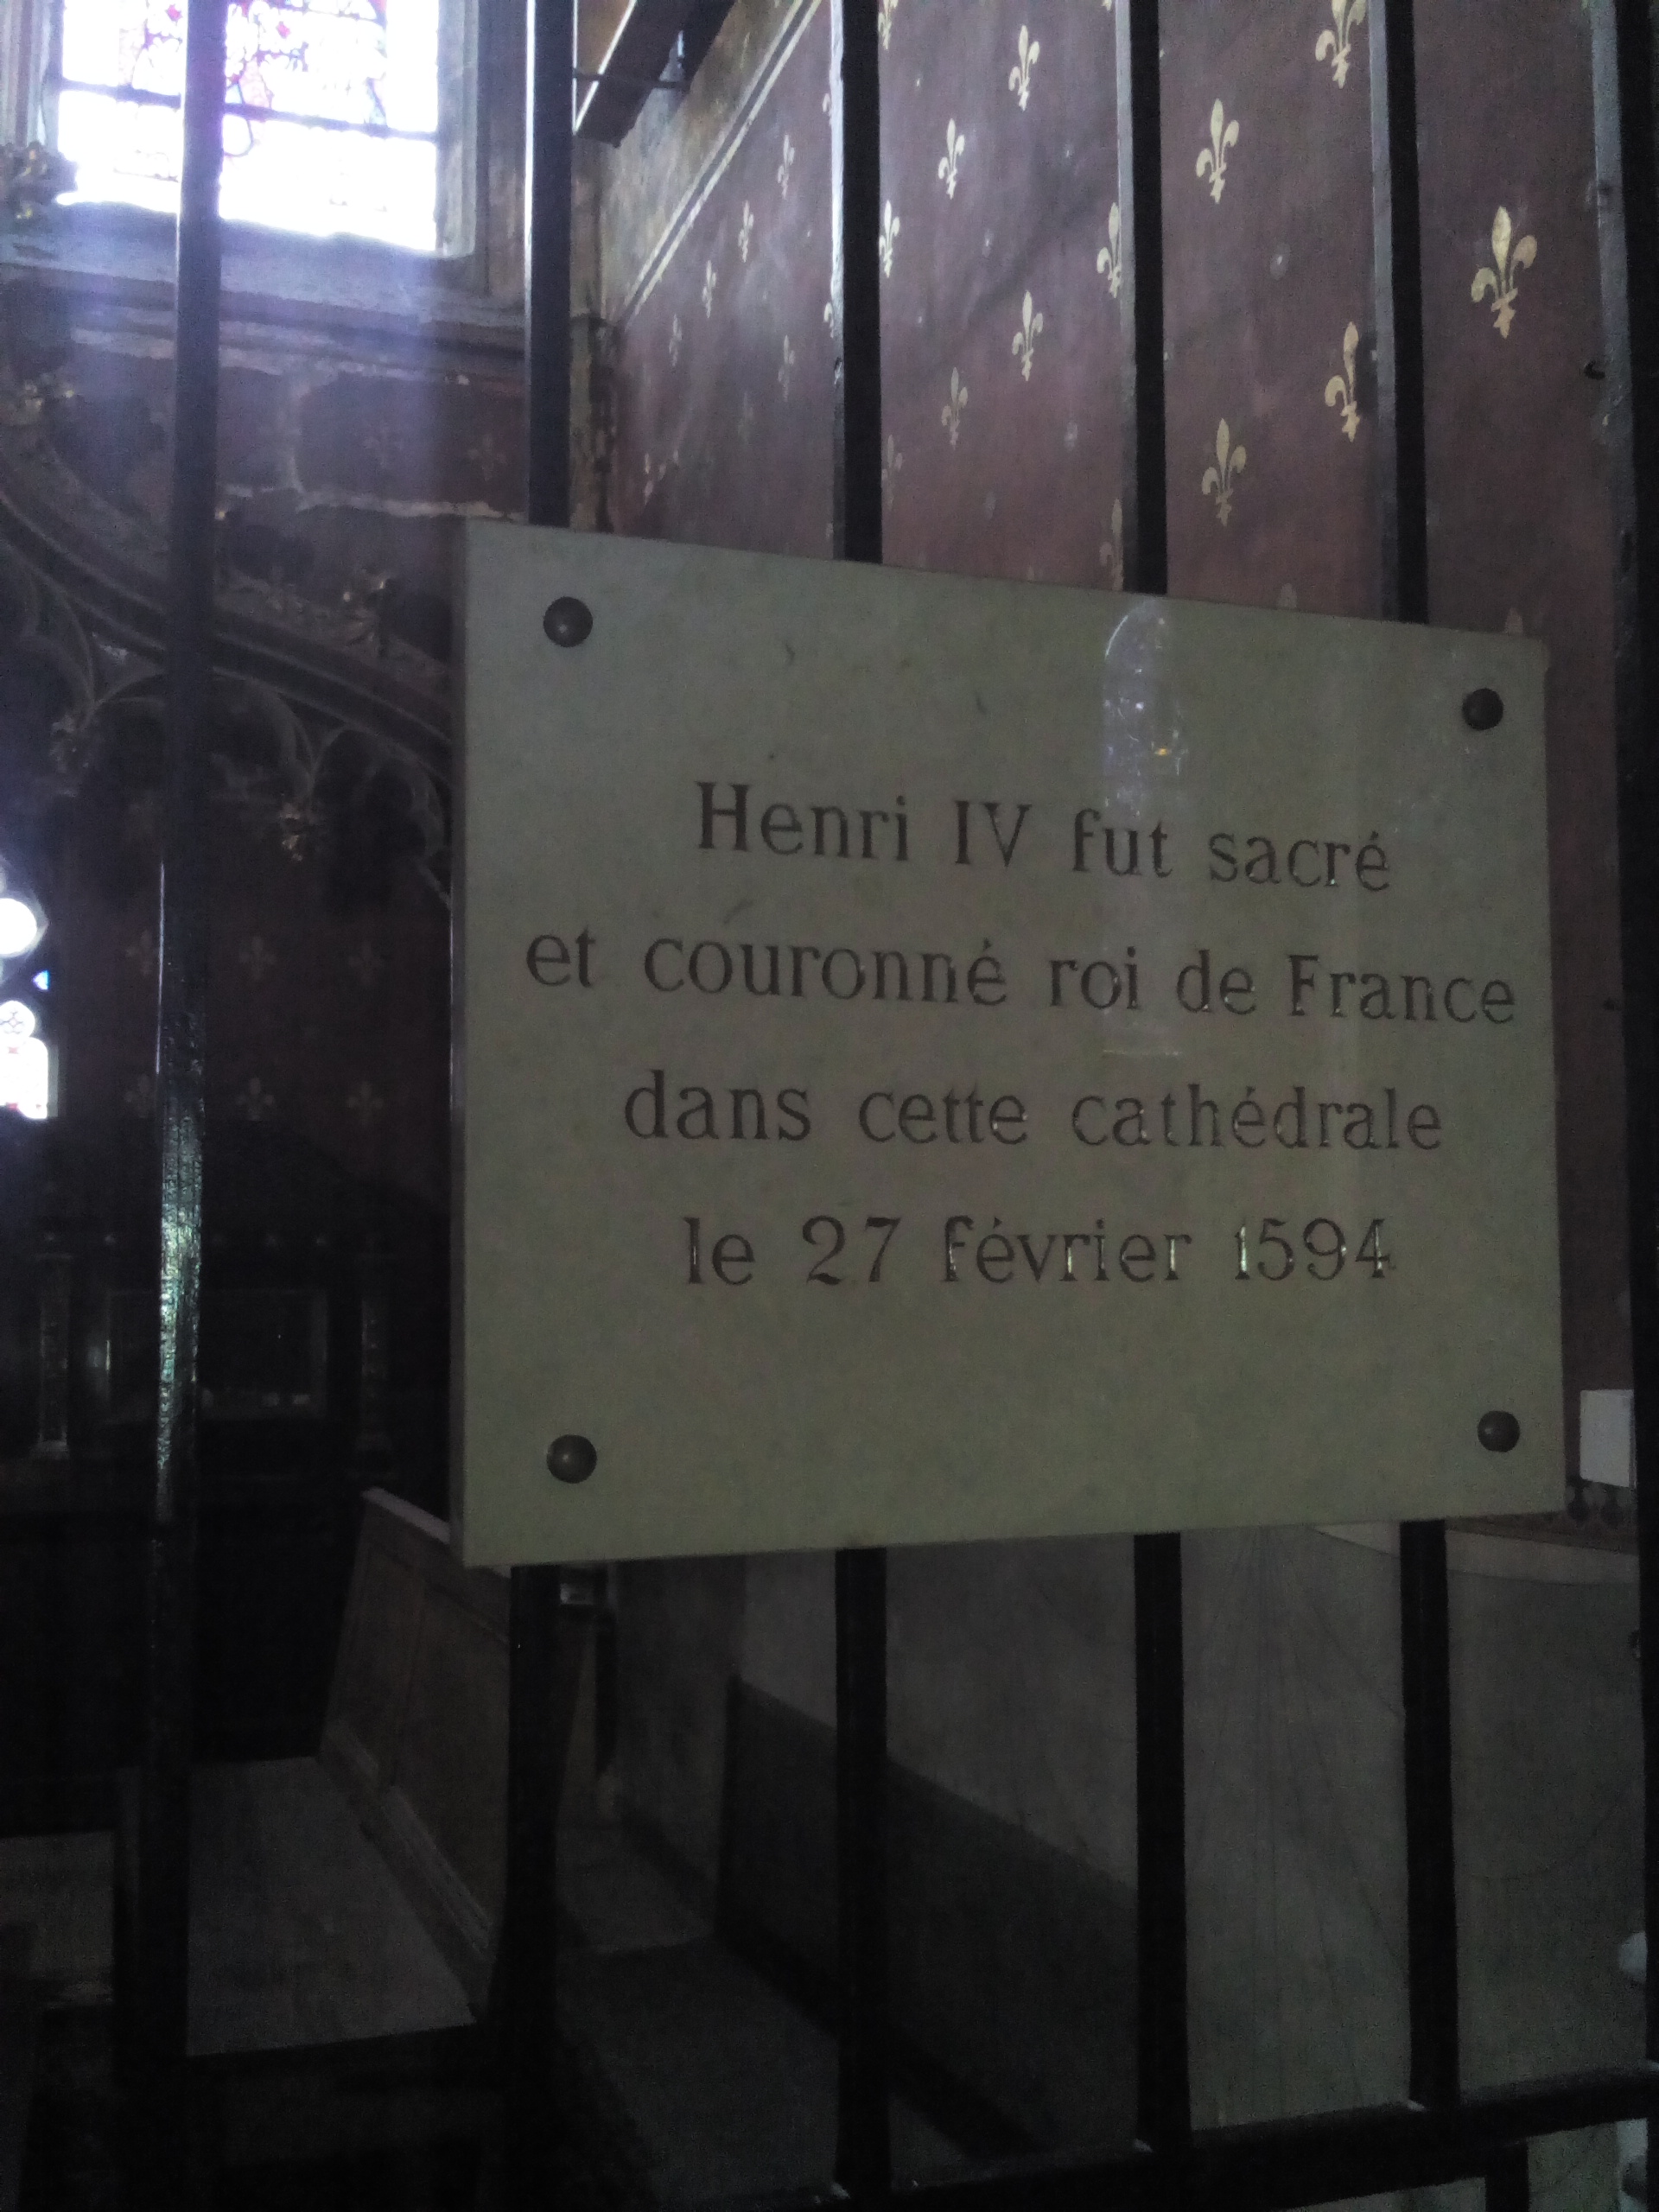 Henri IV fut sacré
et couronné roi de France
dans cette cathédrale
le 27 février 1594